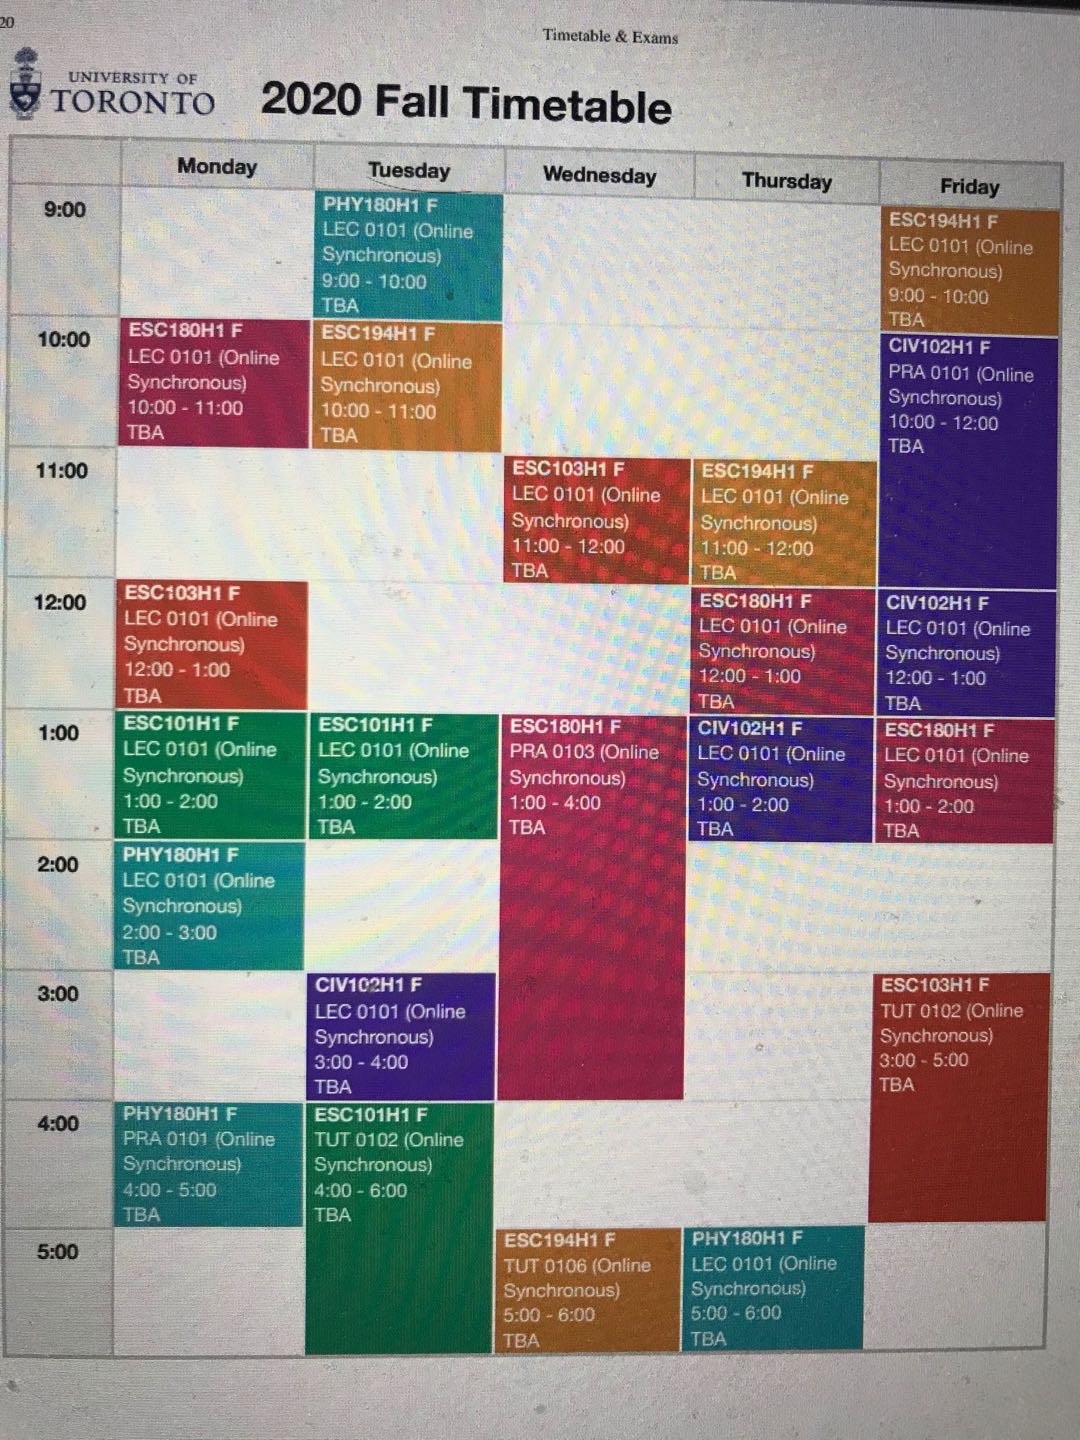 20
Timetable & Exams
UNIVERSITY OF
TORONTO
2020 Fall Timetable
Monday
Tuesday
Wednesday
Thursday
Friday
9:00
PHY180H1 F
LEC 0101 (Online
Synchronous)
9:00 - 10:00
TBA
ESC194H1 F
LEC 0101 (Online
Synchronous)
9:00 - 10:00
TBA
10:00
ESC180H1 F
LEC 0101 (Online
Synchronous)
10:00 - 11:00
TBA
ESC194H1 F
LEC 0101 (Online
Synchronous)
10:00 - 11:00
TBA
CIV102H1 F
PRA 0101 (Online
Synchronous)
10:00 - 12:00
TBA
11:00
ESC103H1 F
LEC 0101 (Online
Synchronous)
11:00 - 12:00
TBA
ESC194H1 F
LEC 0101 (Online
Synchronous)
11:00 - 12:00
TBA
12:00
ESC103H1 F
LEC 0101 (Online
Synchronous)
12:00 - 1:00
TBA
ESC180H1 F
LEC 0101 (Online
Synchronous)
12:00 - 1:00
TBA
CIV102H1 F
LEC 0101 (Online
Synchronous)
12:00 - 1:00
TBA
1:00
ESC101H1 F
LEC 0101 (Online
Synchronous)
1:00 - 2:00
TBA
ESC101H1 F
LEC 0101 (Online
Synchronous)
1:00 - 2:00
TBA
ESC180H1 F
PRA 0103 (Online
Synchronous)
1:00 - 4:00
TBA
CIV102H1 F
LEC 0101 (Online
Synchronous)
1:00 - 2:00
TBA
ESC180H1 F
LEC 0101 (Online
Synchronous)
1:00 - 2:00
TBA
2:00
PHY180H1 F
LEC 0101 (Online
Synchronous)
2:00 - 3:00
TBA
3:00
CIV102H1 F
LEC 0101 (Online
Synchronous)
3:00 - 4:00
TBA
ESC103H1 F
TUT 0102 (Online
Synchronous)
3:00 - 5:00
TBA
4:00
PHY180H1 F
PRA 0101 (Online
Synchronous)
4:00 - 5:00
TBA
ESC101H1 F
TUT 0102 (Online
Synchronous)
4:00 - 6:00
TBA
5:00
ESC194H1 F
TUT 0106 (Online
Synchronous)
5:00 - 6:00
TBA
PHY180H1 F
LEC 0101 (Online
Synchronous)
5:00 - 6:00
TBA